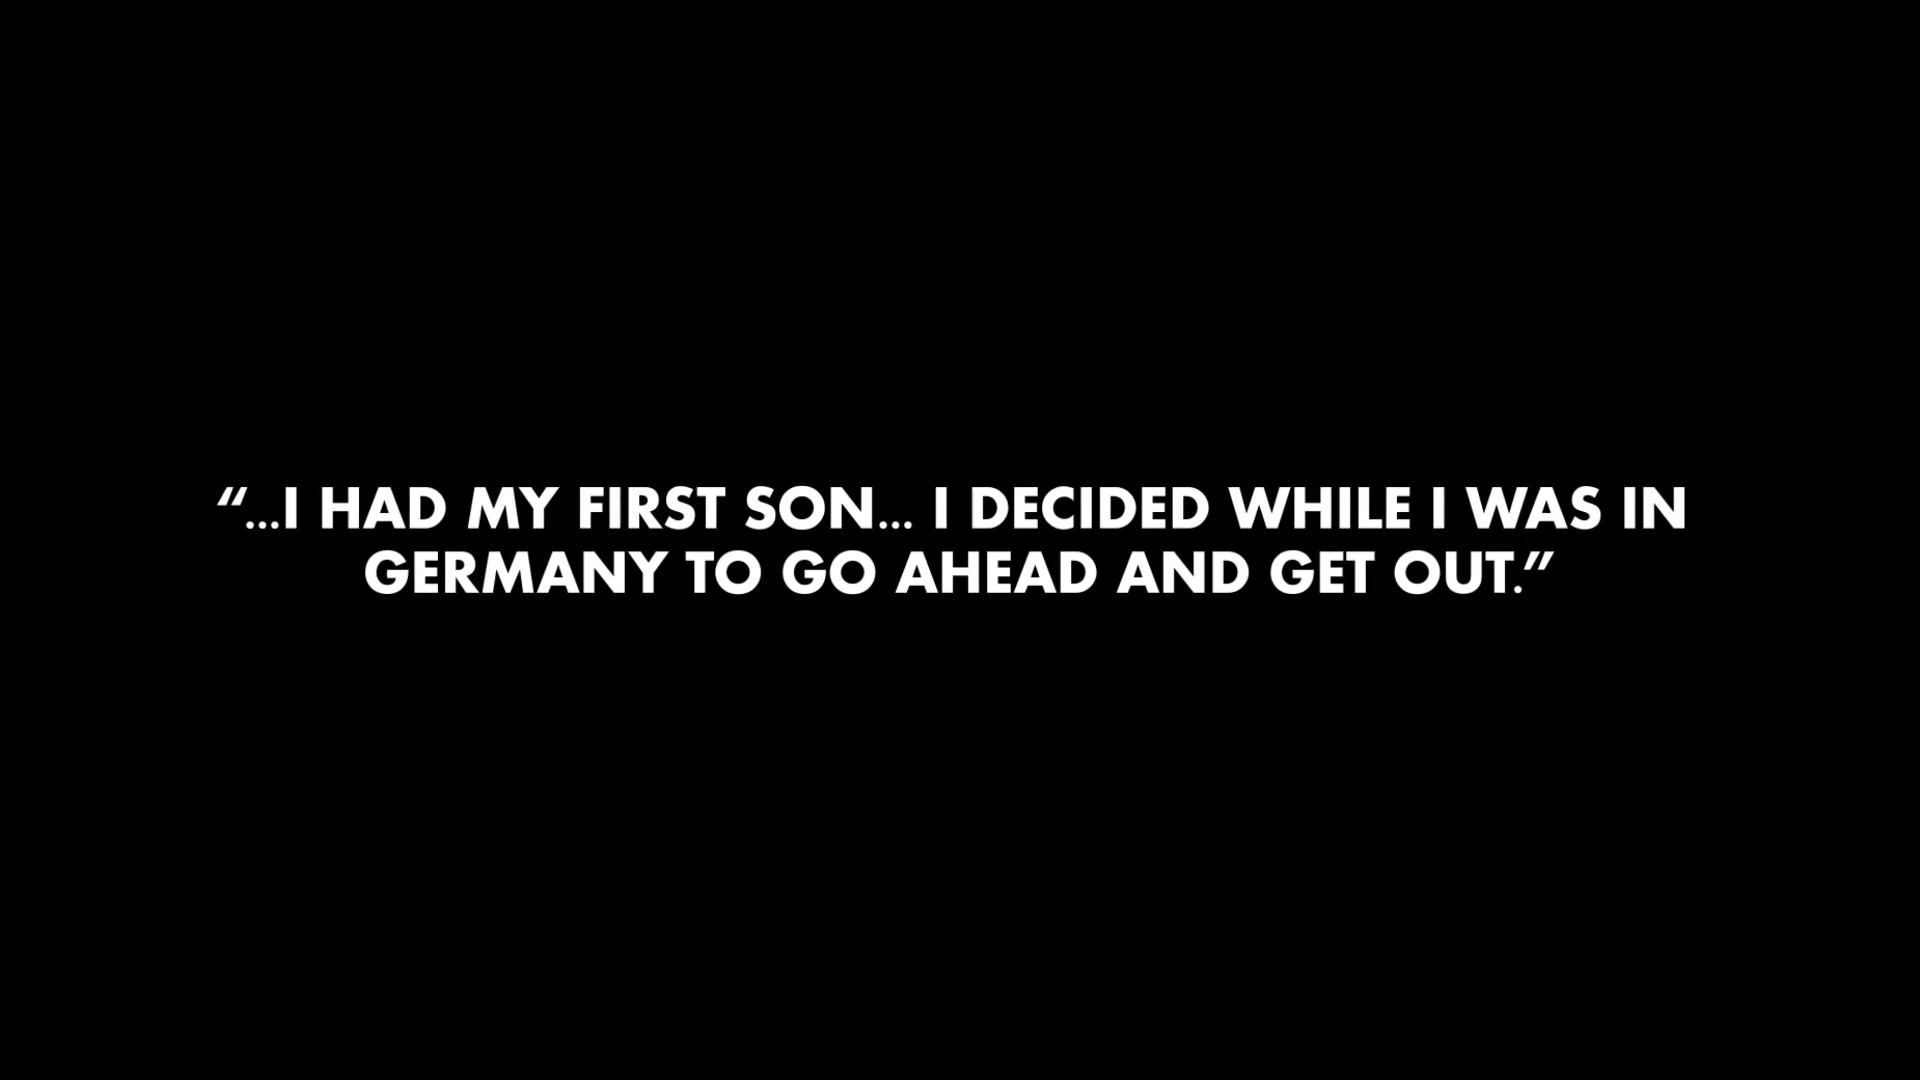 “...I HAD MY FIRST SON... I DECIDED WHILE I WAS IN
GERMANY TO GO AHEAD AND GET OUT.”